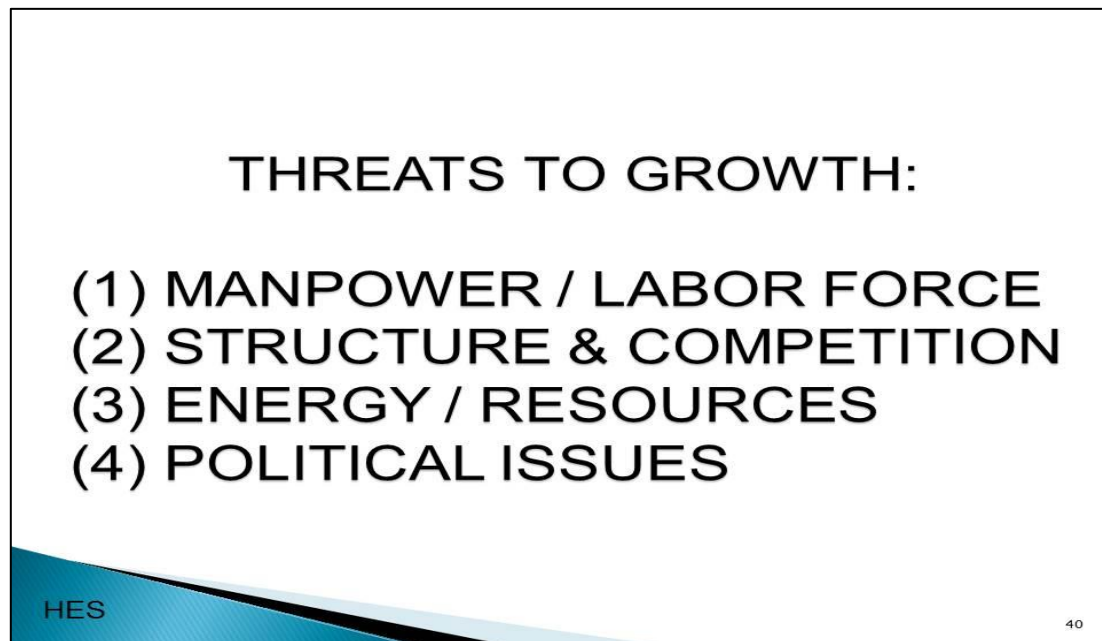 THREATS TO GROWTH:
(1) MANPOWER / LABOR FORCE
(2) STRUCTURE & COMPETITION
(3) ENERGY / RESOURCES
(4) POLITICAL ISSUES
HES
40